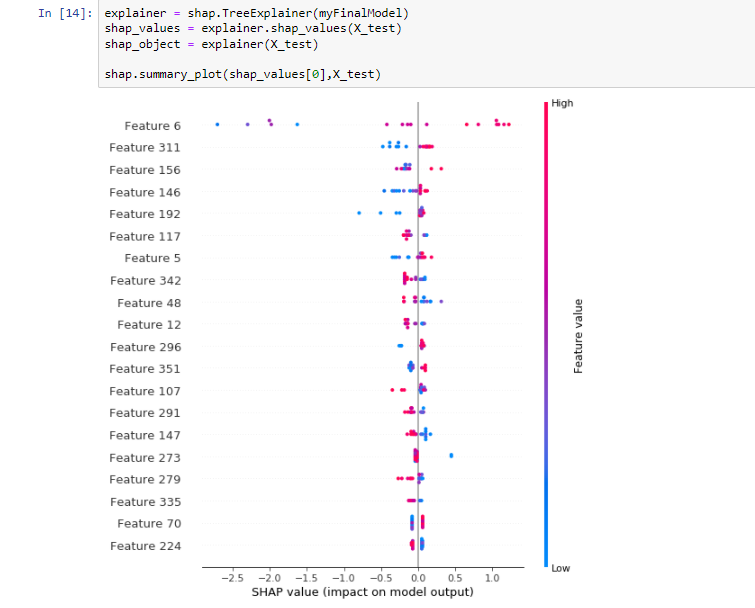 In [14]: explainer = shap.TreeExplainer(myFinalModel)
shap_values = explainer.shap_values(X_test)
shap_object = explainer(X_test)
shap.summary_plot(shap_values[0],X_test)
High
Feature 6
Feature 311
Feature 156
Feature 146
Feature 192
Feature 117
Feature 5
Feature 342
Feature 48
Feature 12
Feature 296
Feature 351
Feature 107
Feature 291
Feature 147
Feature 273
Feature 279
Feature 335
Feature 70
Feature 224
Feature value
Low
−2.5 −2.0 −1.5 −1.0 −0.5 0.0 0.5 1.0
SHAP value (impact on model output)